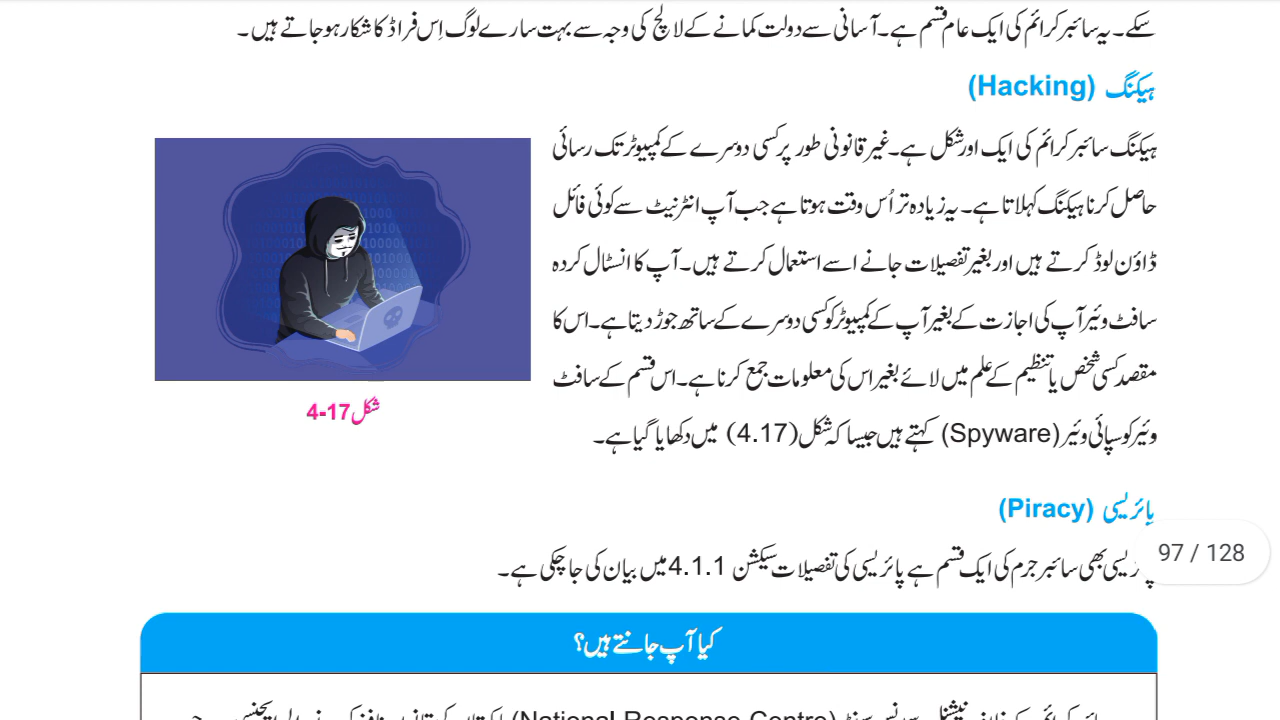 سکے۔ یہ سائبر کرائم کی ایک عام قسم ہے۔ آسانی سے دولت کمانے کے لالچ کی وجہ سے بہت سارے لوگ اِس فراڈ کا شکار ہو جاتے ہیں۔
ہیکنگ (Hacking)
ہیکنگ سائبر کرائم کی ایک اور شکل ہے۔ غیر قانونی طور پر کسی دوسرے کے کمپیوٹر تک رسائی
حاصل کرنا ہیکنگ کہلاتا ہے۔ یہ زیادہ تر اُس وقت ہوتا ہے جب آپ انٹرنیٹ سے کوئی فائل
ڈاؤن لوڈ کرتے ہیں اور بغیر تفصیلات جانے اسے استعمال کرتے ہیں۔ آپ کا انسٹال کردہ
سافٹ وئیر آپ کی اجازت کے بغیر آپ کے کمپیوٹر کو کسی دوسرے کے ساتھ جوڑ دیتا ہے۔ اس کا
مقصد کسی شخص یا تنظیم کے علم میں لائے بغیر اس کی معلومات جمع کرنا ہے۔ اس قسم کے سافٹ
وئیر کو سپائی وئیر (Spyware) کہتے ہیں جیسا کہ شکل (4.17) میں دکھایا گیا ہے۔
شکل 4-17
پائریسی (Piracy)
پائریسی بھی سائبر جرم کی ایک قسم ہے پائریسی کی تفصیلات سیکشن 4.1.1 میں بیان کی جا چکی ہے۔
97 / 128
کیا آپ جانتے ہیں؟
(National Response Centre)